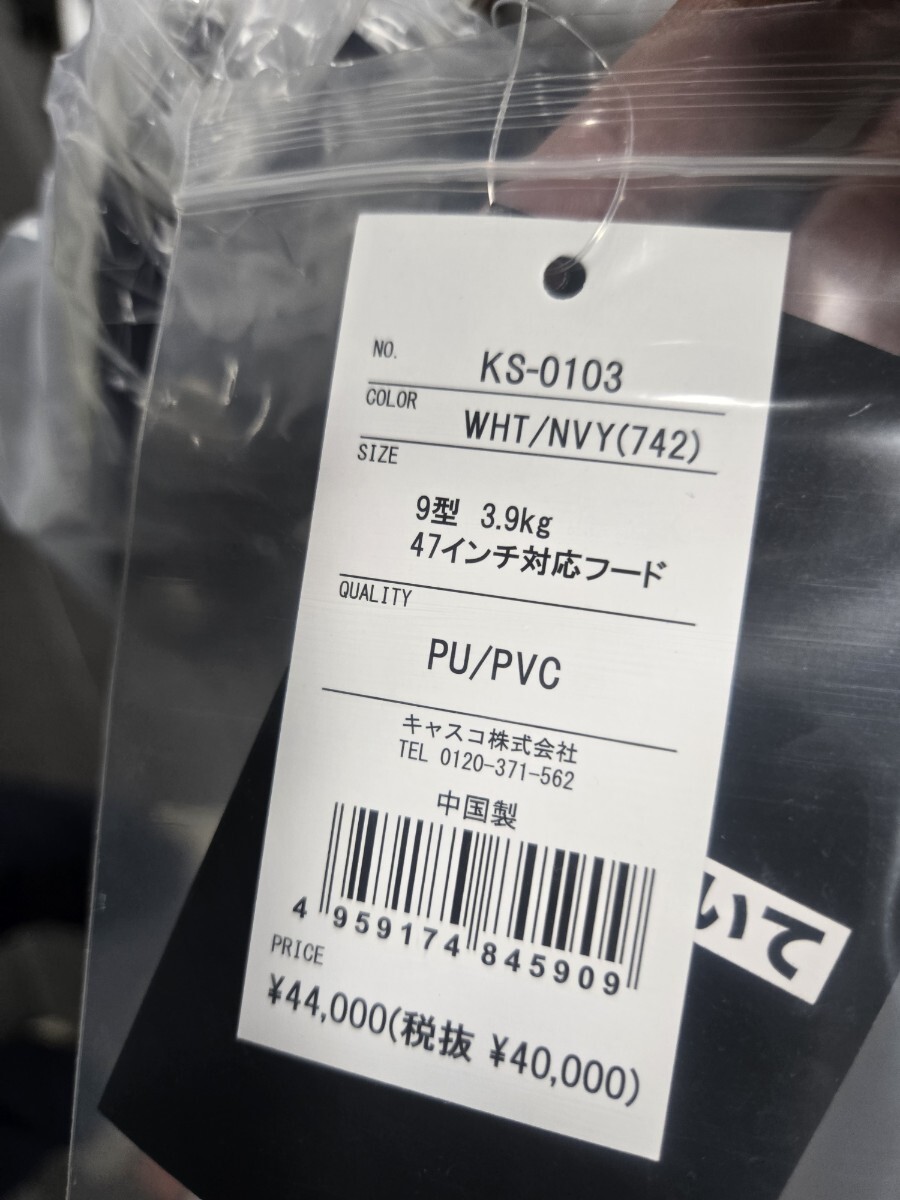 NO.
KS-0103
COLOR
WHT/NVY(742)
SIZE
9型 3.9kg
47インチ対応フード
QUALITY
PU/PVC
キャスコ株式会社
TEL 0120-371-562
中国製
4 959174 845909
PRICE
¥44,000(税抜 ¥40,000)
いて